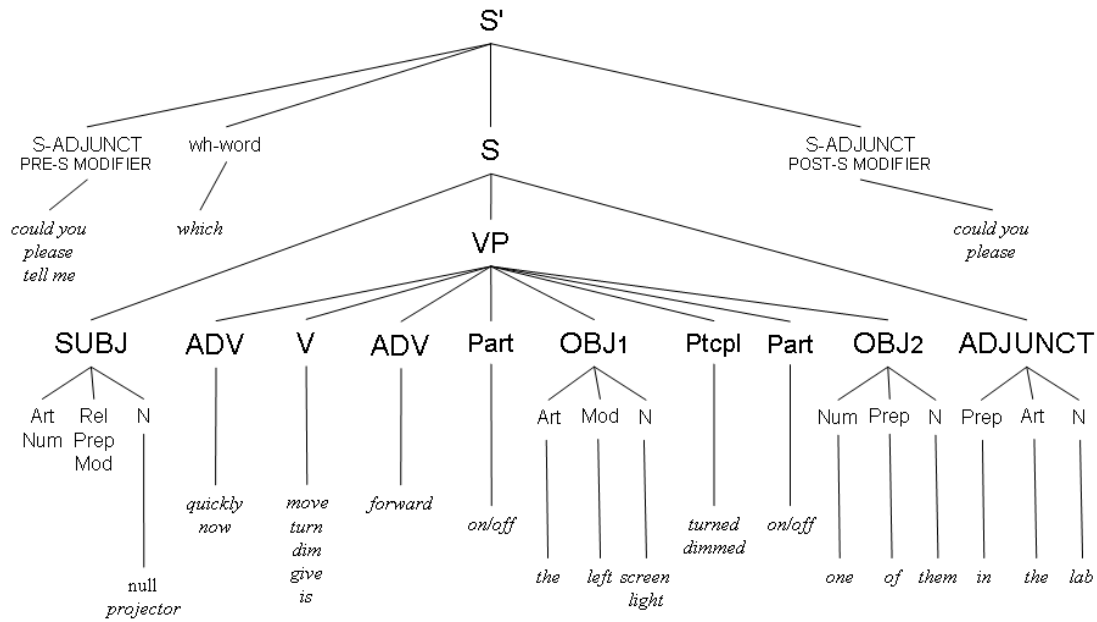 S'
S-ADJUNCT wh-word S S-ADJUNCT
PRE-S MODIFIER POST-S MODIFIER
could you which could you
please please
tell me
VP
SUBJ ADV V ADV Part OBJ1 Ptcpl Part OBJ2 ADJUNCT
Art Rel N Art Mod N Num Prep N Prep Art N
Num Prep
Mod
quickly move forward on/off turned on/off
now turn dimmed
dim
give
is
null the left screen one of them in the lab
projector light